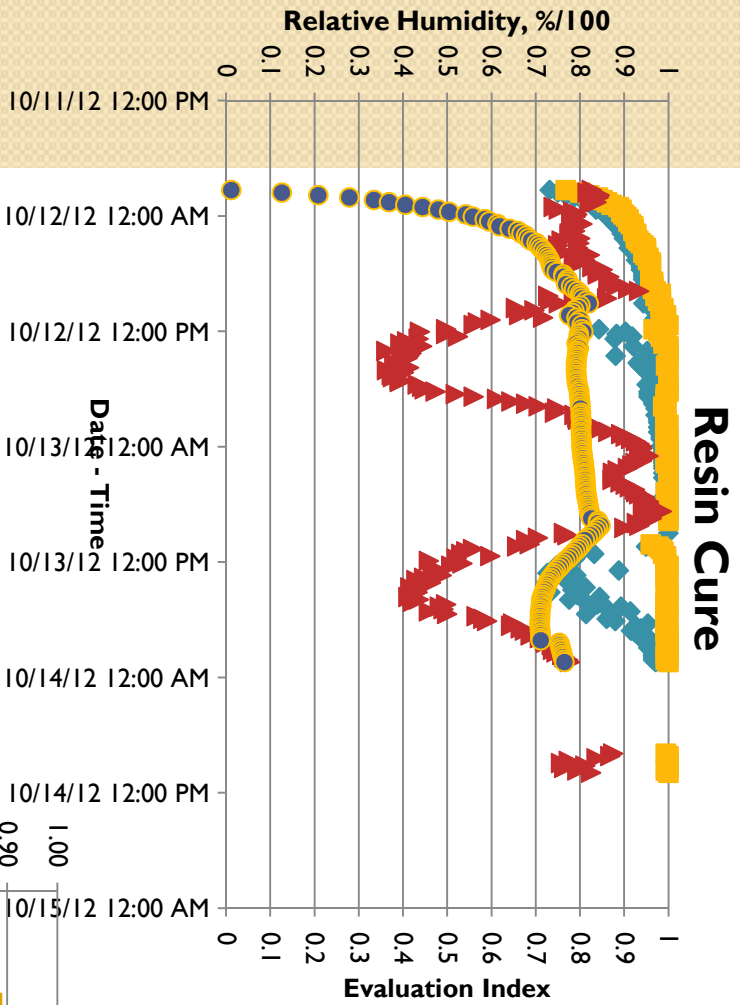 Resin Cure
Relative Humidity, %/100
0
0.1
0.2
0.3
0.4
0.5
0.6
0.7
0.8
0.9
1
10/11/12 12:00 PM
10/12/12 12:00 AM
10/12/12 12:00 PM
10/13/12 12:00 AM
10/13/12 12:00 PM
10/14/12 12:00 AM
10/14/12 12:00 PM
10/15/12 12:00 AM
Date - Time
0
0.1
0.2
0.3
0.4
0.5
0.6
0.7
0.8
0.9
1
Evaluation Index
1.00
0.90